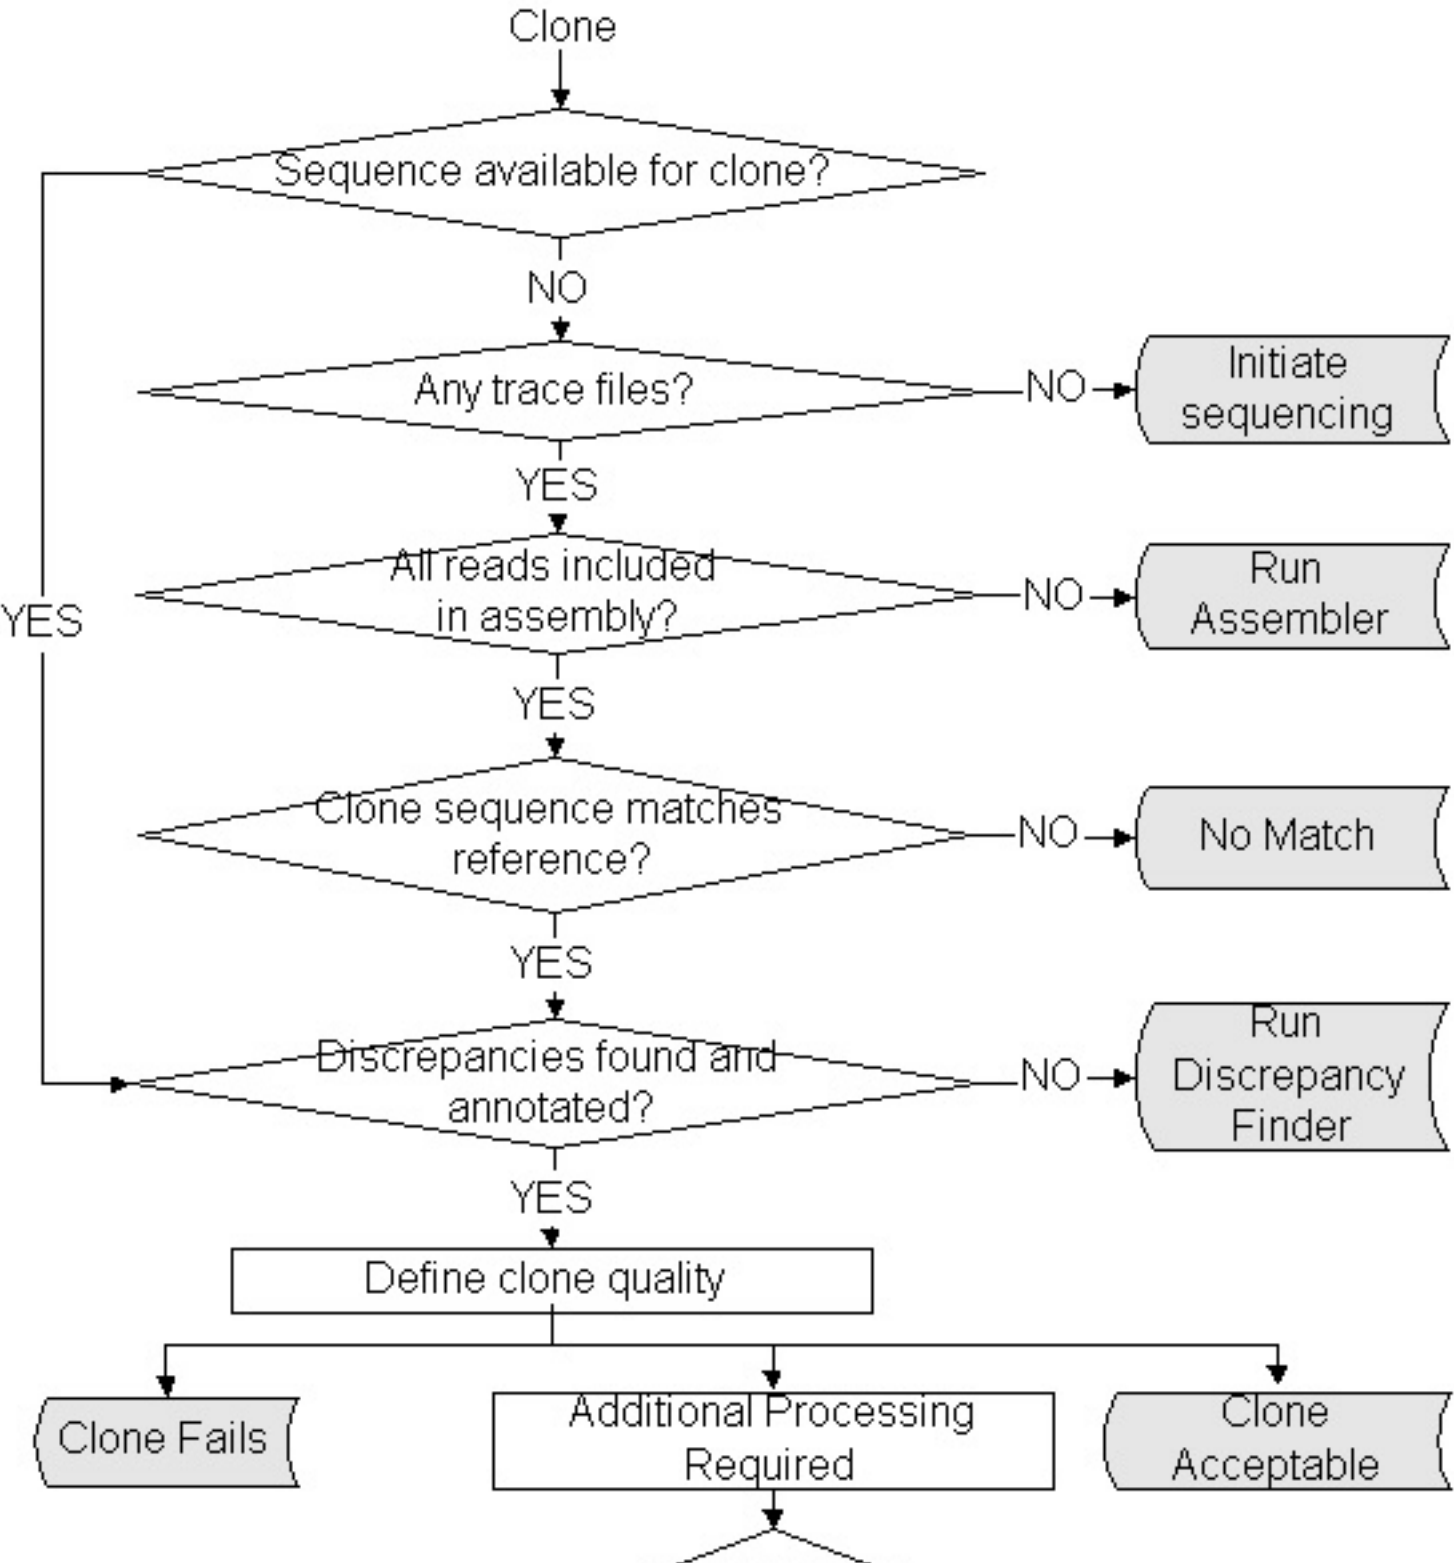 Clone
Sequence available for clone?
NO
Any trace files?
NO
Initiate
sequencing
YES
All reads included
in assembly?
NO
Run
Assembler
YES
YES
Clone sequence matches
reference?
NO
No Match
YES
Discrepancies found and
annotated?
NO
Run
Discrepancy
Finder
YES
Define clone quality
Clone Fails
Additional Processing
Required
Clone
Acceptable